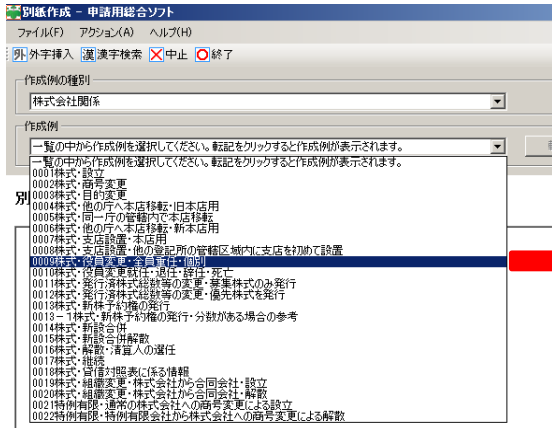 別紙作成 - 申請用総合ソフト
ファイル(F) アクション(A) ヘルプ(H)
外 外字挿入 漢 漢字検索 中止 終了
作成例の種別
株式会社関係
作成例
一覧の中から作成例を選択してください。転記をクリックすると作成例が表示されます。
一覧の中から作成例を選択してください。転記をクリックすると作成例が表示されます。
0001株式・設立
0002株式・商号変更
0003株式・目的変更
0004株式・他の庁へ本店移転・旧本店用
0005株式・同一庁の管轄内で本店移転
0006株式・他の庁へ本店移転・新本店用
0007株式・支店設置・本店用
0008株式・支店設置・他の登記所の管轄区域内に支店を初めて設置
0009株式・役員変更・全員重任・個別
0010株式・役員変更就任・退任・辞任・死亡
0011株式・発行済株式総数等の変更・募集株式のみ発行
0012株式・発行済株式総数等の変更・優先株式を発行
0013株式・新株予約権の発行
0013-1株式・新株予約権の発行・分数がある場合の参考
0014株式・新設合併
0015株式・新設合併解散
0016株式・解散・清算人の選任
0017株式・継続
0018株式・貸借対照表に係る情報
0019株式・組織変更・株式会社から合同会社・設立
0020株式・組織変更・株式会社から合同会社・解散
0021特例有限・通常の株式会社への商号変更による設立
0022特例有限・特例有限会社から株式会社への商号変更による解散
別